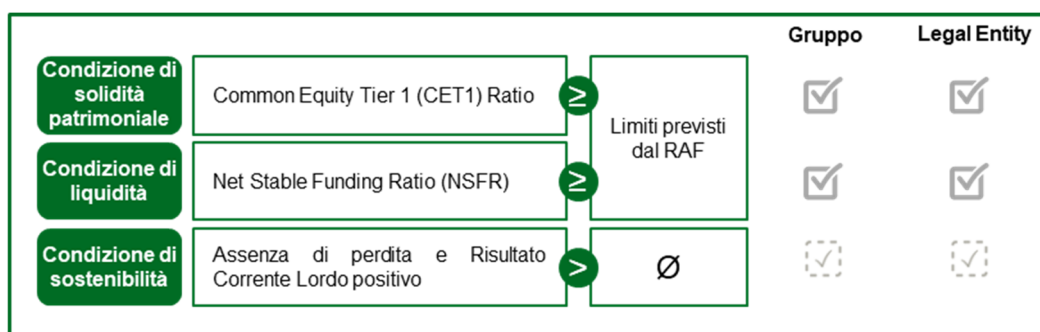 Gruppo
Legal Entity
Condizione di
solidità
patrimoniale
Common Equity Tier 1 (CET1) Ratio
≥
Limiti previsti
dal RAF
Condizione di
liquidità
Net Stable Funding Ratio (NSFR)
≥
Condizione di
sostenibilità
Assenza di perdita e Risultato
Corrente Lordo positivo
>
Ø